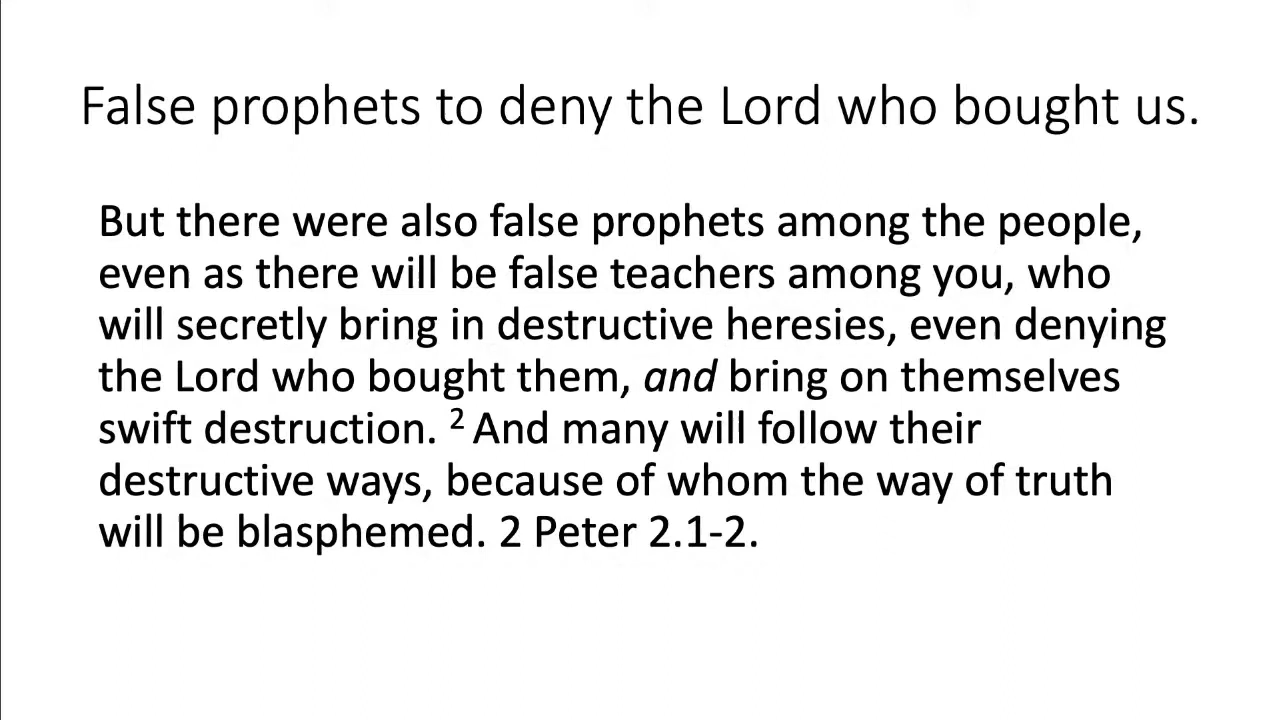 False prophets to deny the Lord who bought us.
But there were also false prophets among the people,
even as there will be false teachers among you, who
will secretly bring in destructive heresies, even denying
the Lord who bought them, and bring on themselves
swift destruction. ² And many will follow their
destructive ways, because of whom the way of truth
will be blasphemed. 2 Peter 2.1-2.